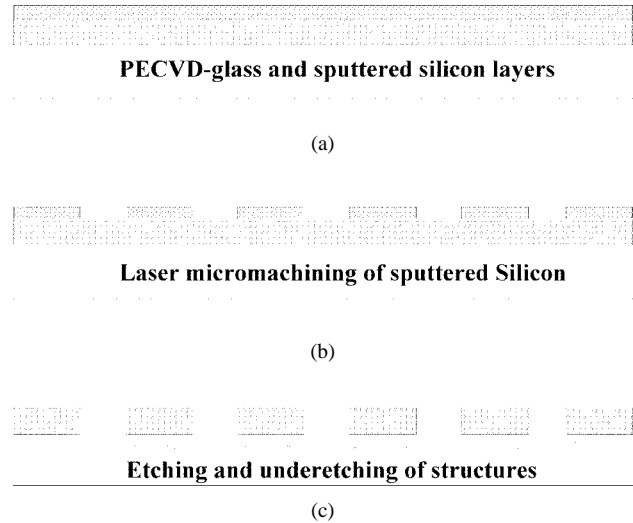 PECVD-glass and sputtered silicon layers
(a)
Laser micromachining of sputtered Silicon
(b)
Etching and underetching of structures
(c)